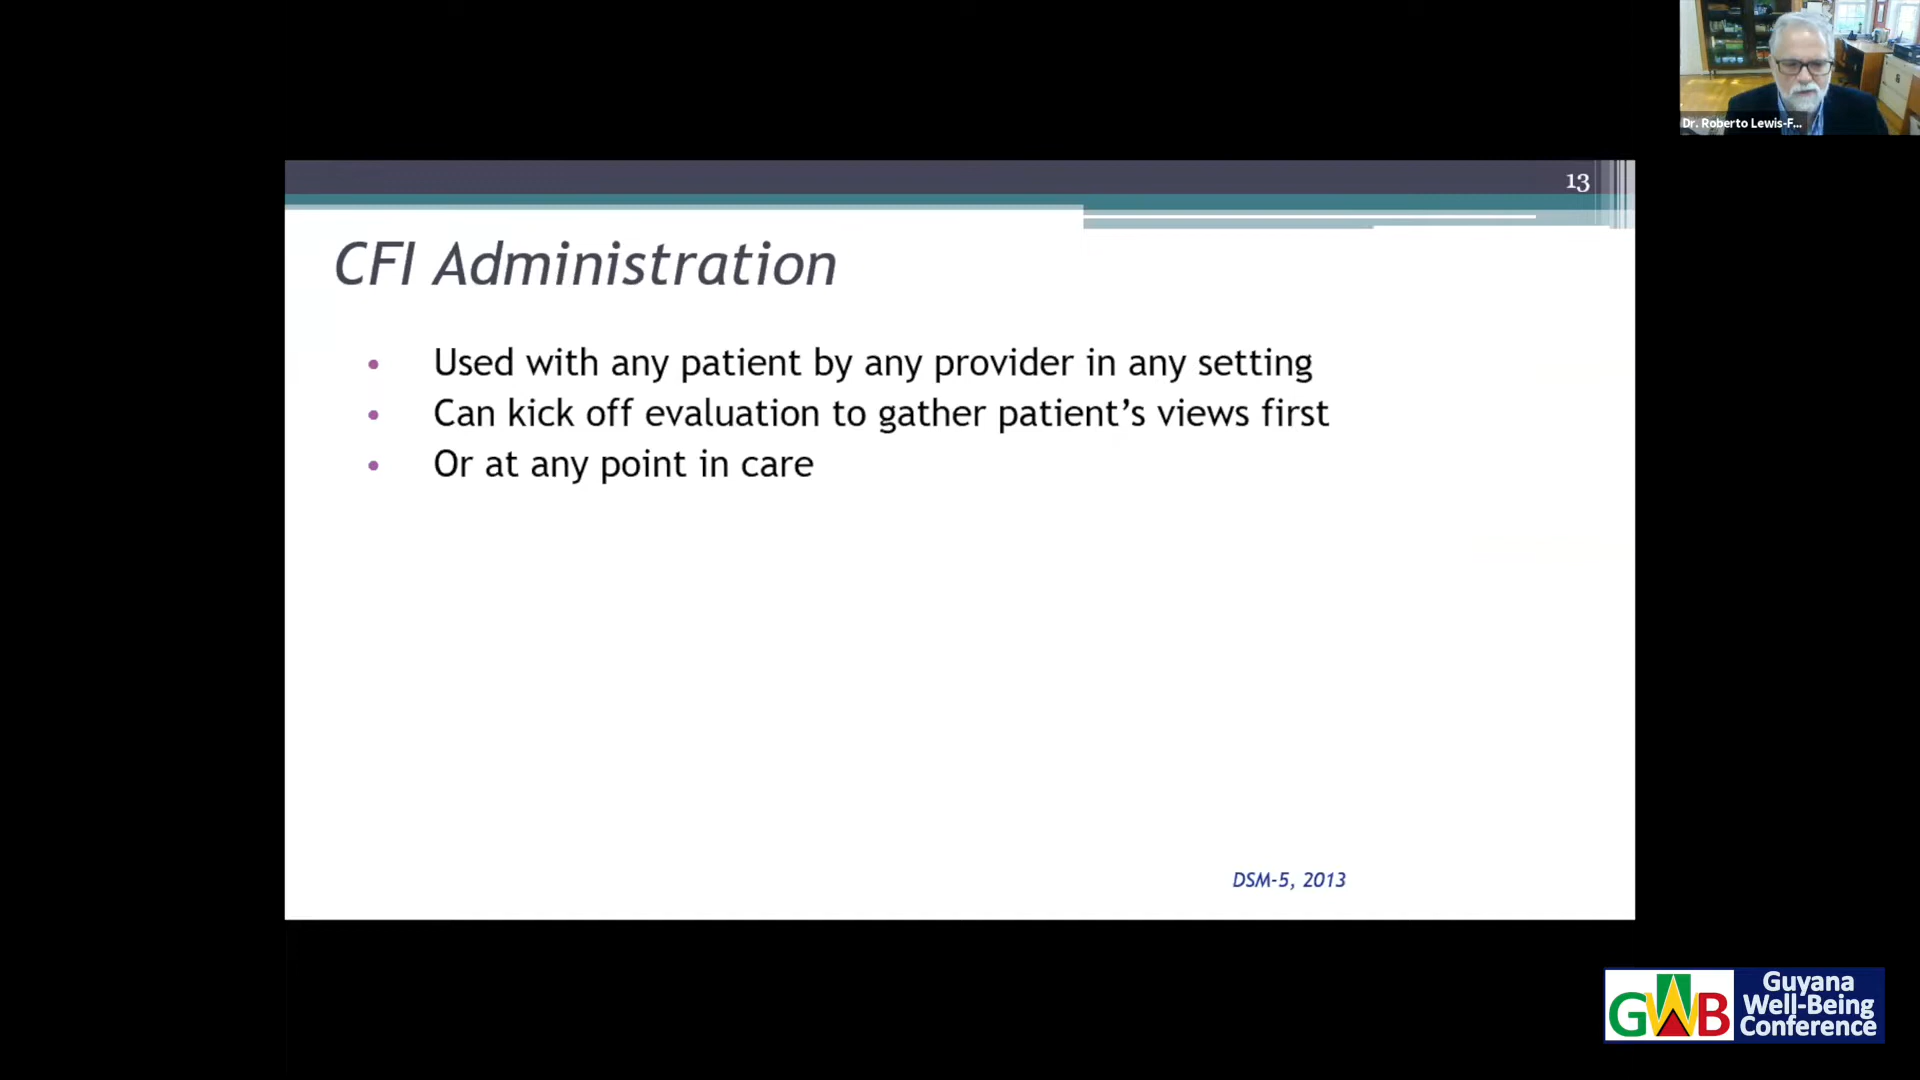 Dr. Roberto Lewis-F...
13
CFI Administration
• Used with any patient by any provider in any setting
• Can kick off evaluation to gather patient’s views first
• Or at any point in care
DSM-5, 2013
GWB
Guyana
Well-Being
Conference